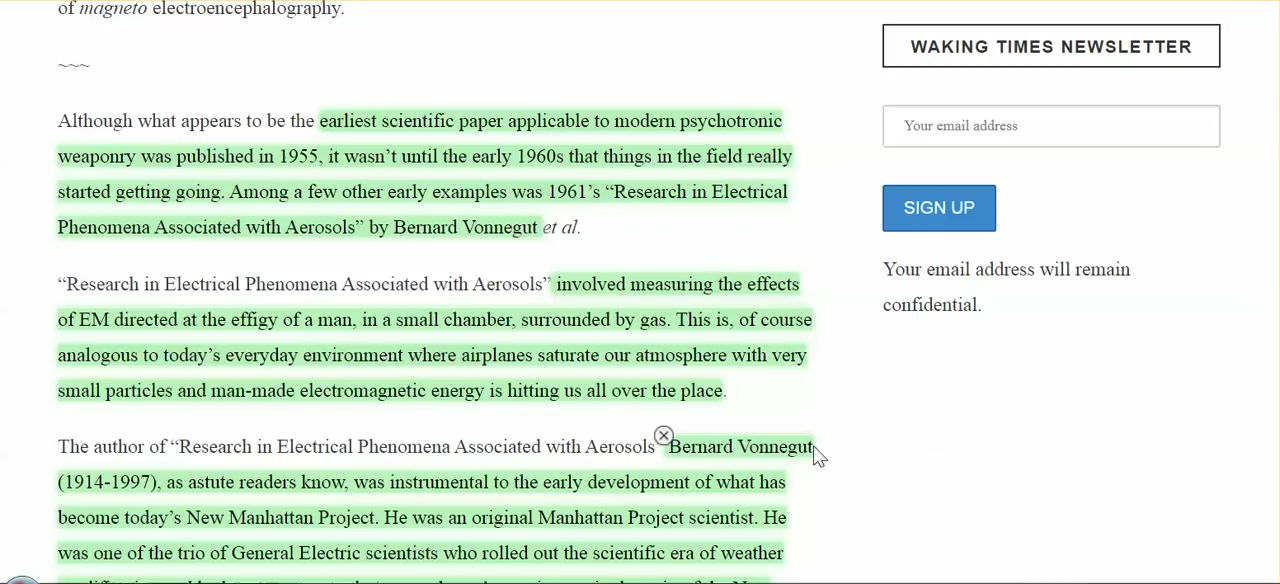 of magneto electroencephalography.
~~~
Although what appears to be the earliest scientific paper applicable to modern psychotronic
weaponry was published in 1955, it wasn’t until the early 1960s that things in the field really
started getting going. Among a few other early examples was 1961’s “Research in Electrical
Phenomena Associated with Aerosols” by Bernard Vonnegut et al.
“Research in Electrical Phenomena Associated with Aerosols” involved measuring the effects
of EM directed at the effigy of a man, in a small chamber, surrounded by gas. This is, of course
analogous to today’s everyday environment where airplanes saturate our atmosphere with very
small particles and man-made electromagnetic energy is hitting us all over the place.
The author of “Research in Electrical Phenomena Associated with Aerosols” Bernard Vonnegut
(1914-1997), as astute readers know, was instrumental to the early development of what has
become today’s New Manhattan Project. He was an original Manhattan Project scientist. He
was one of the trio of General Electric scientists who rolled out the scientific era of weather
WAKING TIMES NEWSLETTER
Your email address
SIGN UP
Your email address will remain
confidential.